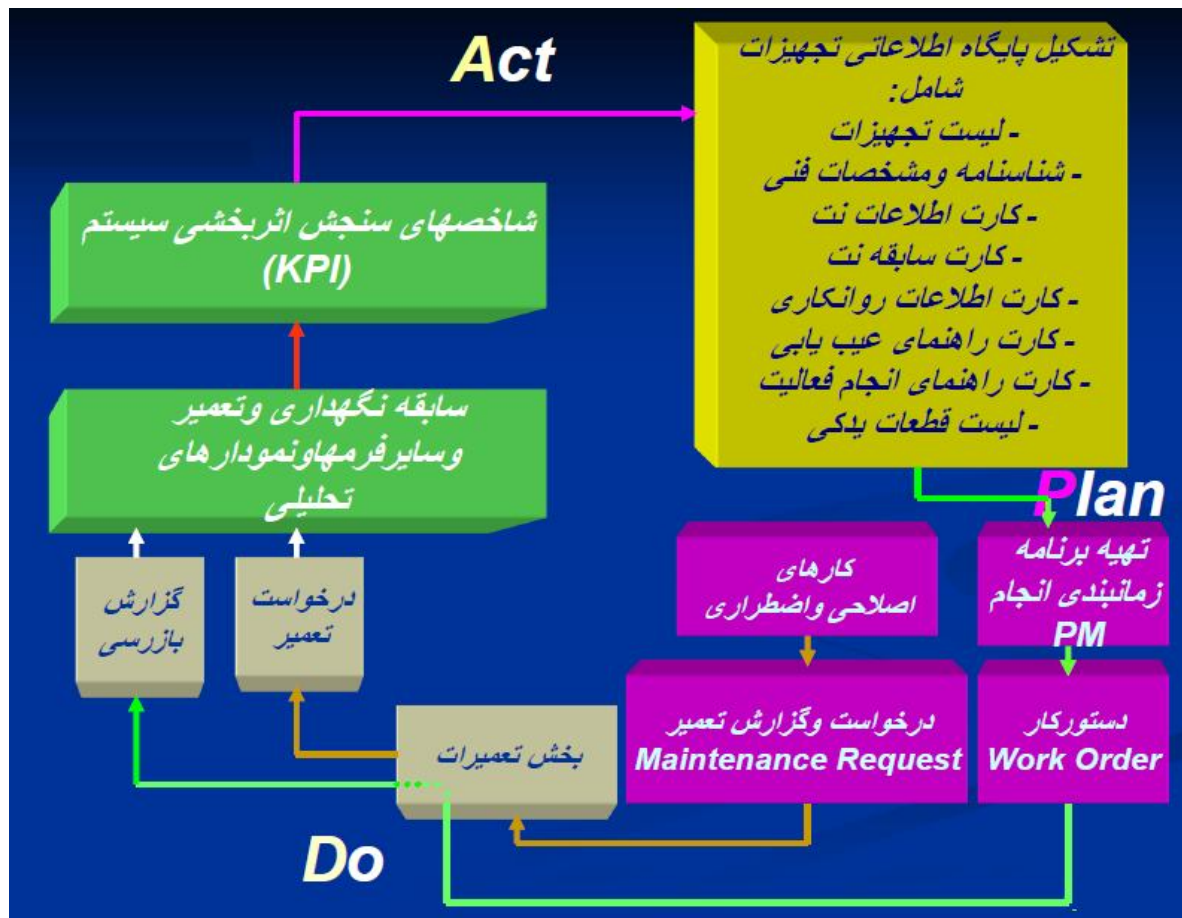 Act
تشکیل پایگاه اطلاعاتی تجهیزات
شامل:
- لیست تجهیزات
- شناسنامه ومشخصات فنی
- کارت اطلاعات نت
- کارت سابقه نت
- کارت اطلاعات روانکاری
- کارت راهنمای عیب یابی
- کارت راهنمای انجام فعالیت
- لیست قطعات یدکی
شاخصهای سنجش اثربخشی سیستم
(KPI)
سابقه نگهداری وتعمیر
وسایرفرمهاونمودارهای
تحلیلی
Plan
تهیه برنامه
زمانبندی انجام
PM
کارهای
اصلاحی واضطراری
درخواست
تعمیر
گزارش
بازرسی
دستورکار
Work Order
درخواست وگزارش تعمیر
Maintenance Request
بخش تعمیرات
Do